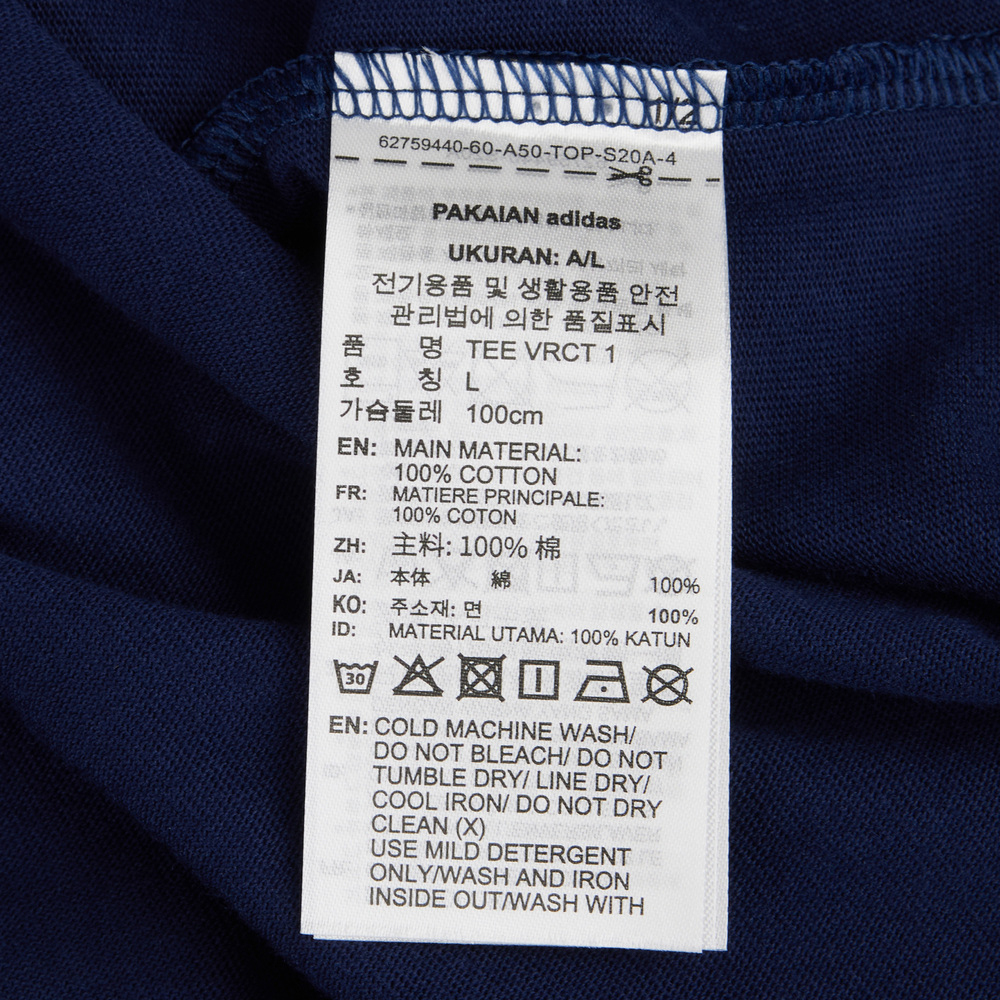 1/2
62759440-60-A50-TOP-S20A-4
PAKAIAN adidas
UKURAN: A/L
전기용품 및 생활용품 안전
관리법에 의한 품질표시
품 명 TEE VRCT 1
호 칭 L
가슴둘레 100cm
EN: MAIN MATERIAL:
100% COTTON
FR: MATIERE PRINCIPALE:
100% COTON
ZH: 主料: 100% 棉
JA: 本体 綿 100%
KO: 주소재: 면 100%
ID: MATERIAL UTAMA: 100% KATUN
30
EN: COLD MACHINE WASH/
DO NOT BLEACH/ DO NOT
TUMBLE DRY/ LINE DRY/
COOL IRON/ DO NOT DRY
CLEAN (X)
USE MILD DETERGENT
ONLY/WASH AND IRON
INSIDE OUT/WASH WITH